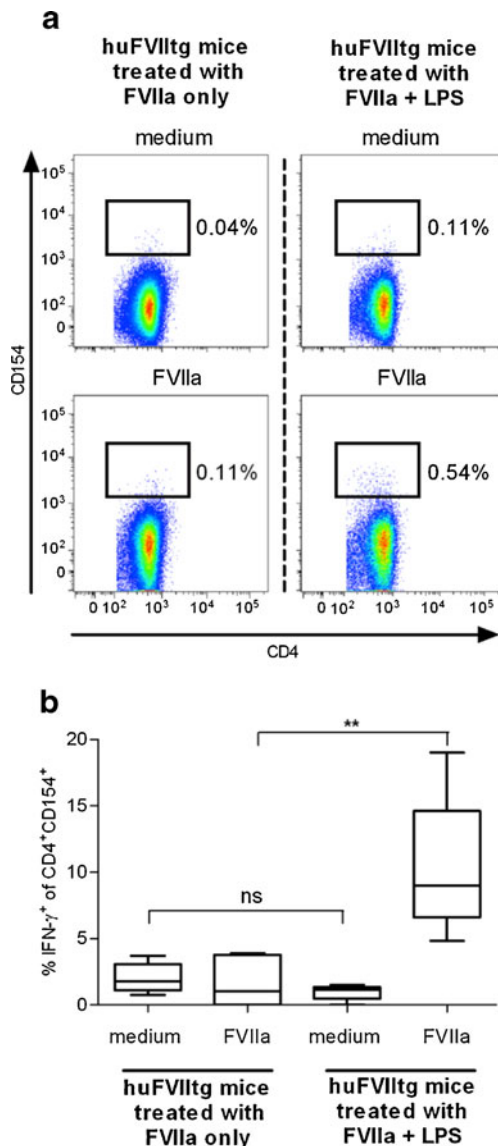 a
huFVIItg mice
treated with
FVIIa only
huFVIItg mice
treated with
FVIIa + LPS
medium
medium
10⁵
10⁴
10³
10²
0
0.04%
0.11%
FVIIa
FVIIa
10⁵
10⁴
10³
10²
0
0.11%
0.54%
0 10² 10³ 10⁴ 10⁵
0 10² 10³ 10⁴ 10⁵
CD154
CD4
b
20
15
10
5
0
% IFN-γ⁺ of CD4⁺CD154⁺
**
ns
medium FVIIa medium FVIIa
huFVIItg mice
treated with
FVIIa only
huFVIItg mice
treated with
FVIIa + LPS